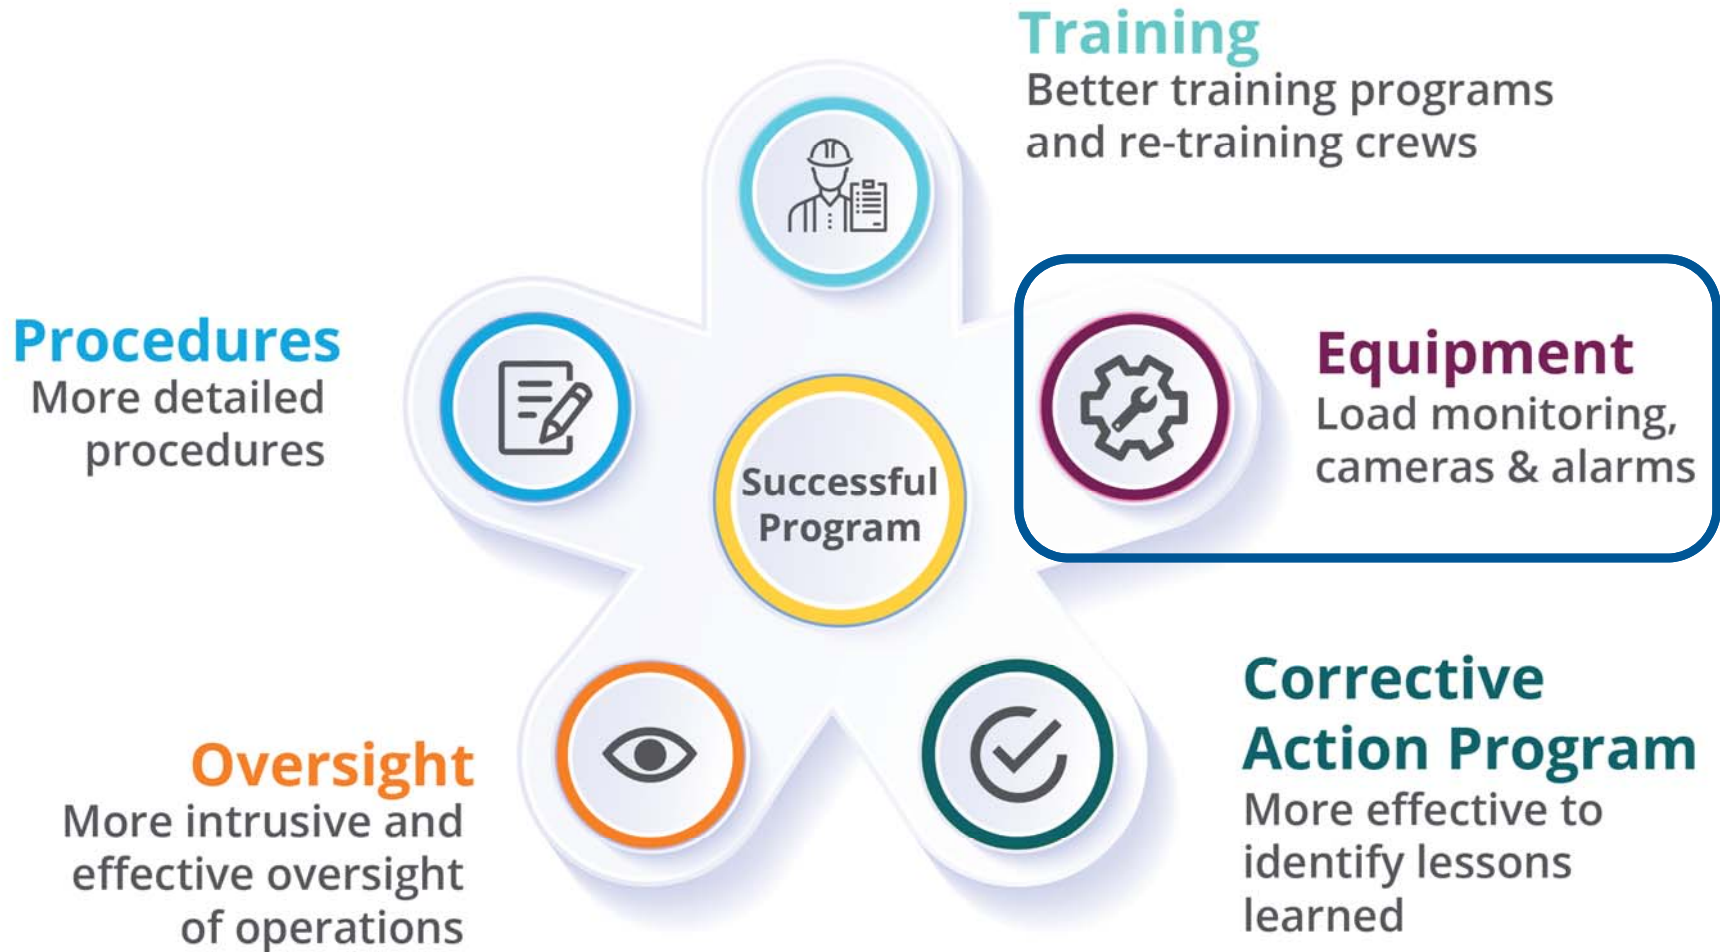 Training
Better training programs
and re-training crews
Procedures
More detailed
procedures
Equipment
Load monitoring,
cameras & alarms
Successful
Program
Oversight
More intrusive and
effective oversight
of operations
Corrective
Action Program
More effective to
identify lessons
learned